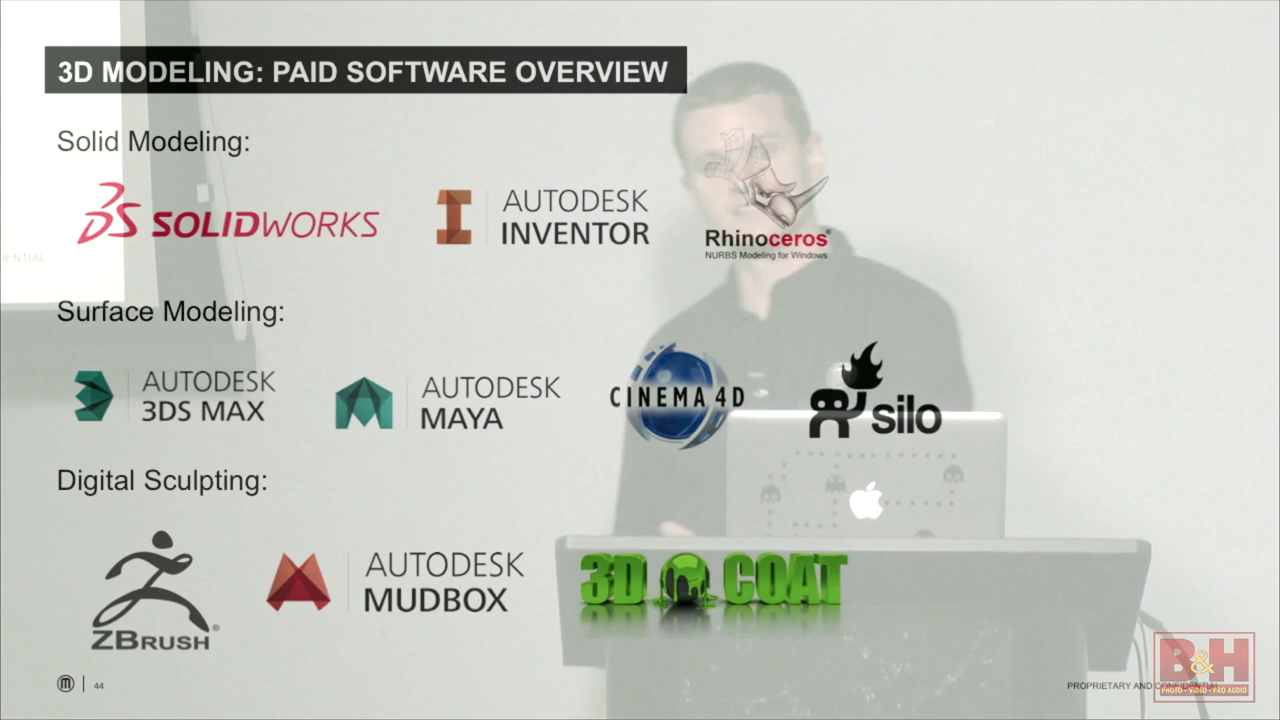 3D MODELING: PAID SOFTWARE OVERVIEW
Solid Modeling:
SOLIDWORKS
AUTODESK
INVENTOR
Rhinoceros®
NURBS Modeling for Windows
Surface Modeling:
AUTODESK
3DS MAX
AUTODESK
MAYA
CINEMA 4D
silo
Digital Sculpting:
ZBRUSH®
AUTODESK
MUDBOX
3D COAT
44
PROPRIETARY AND CONFIDENTIAL
B&H
PHOTO - VIDEO - PRO AUDIO